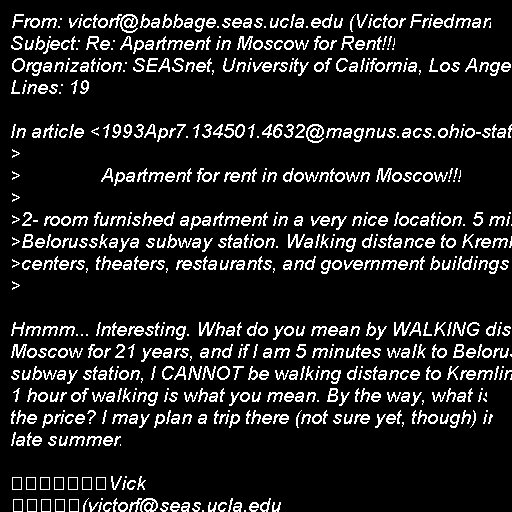 From: victorf@babbage.seas.ucla.edu (Victor Friedman
Subject: Re: Apartment in Moscow for Rent!!!
Organization: SEASnet, University of California, Los Ange
Lines: 19

In article <1993Apr7.134501.4632@magnus.acs.ohio-stat
>
> Apartment for rent in downtown Moscow!!!
>
>2- room furnished apartment in a very nice location. 5 mi
>Belorusskaya subway station. Walking distance to Kreml
>centers, theaters, restaurants, and government buildings
>

Hmmm... Interesting. What do you mean by WALKING dis
Moscow for 21 years, and if I am 5 minutes walk to Belorus
subway station, I CANNOT be walking distance to Kremlin
1 hour of walking is what you mean. By the way, what is
the price? I may plan a trip there (not sure yet, though) in
late summer.

Vick
(victorf@seas.ucla.edu